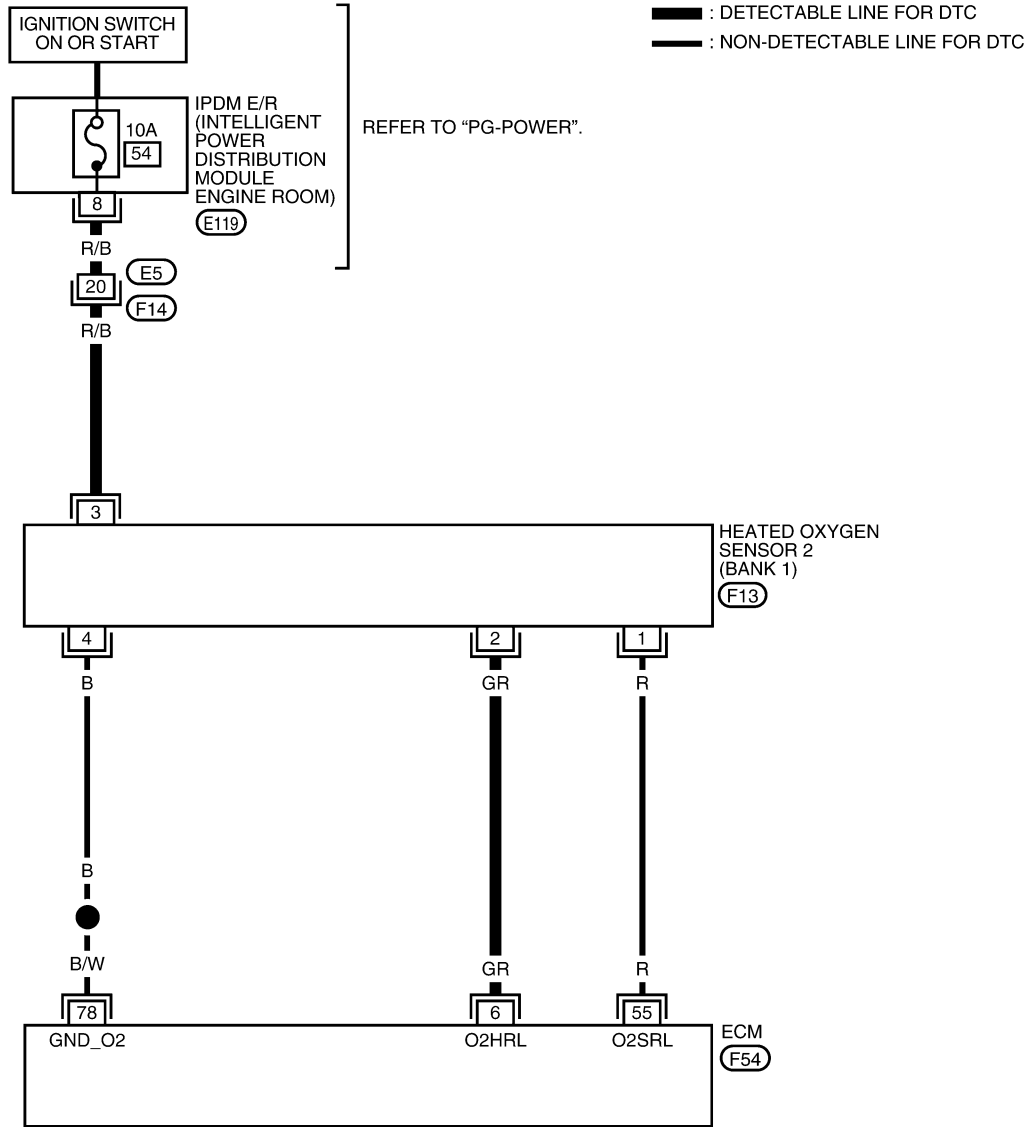 IGNITION SWITCH
ON OR START
: DETECTABLE LINE FOR DTC
: NON-DETECTABLE LINE FOR DTC
10A
54
IPDM E/R
(INTELLIGENT
POWER
DISTRIBUTION
MODULE
ENGINE ROOM)
E119
REFER TO “PG-POWER”.
8
R/B
20
E5
F14
R/B
3
HEATED OXYGEN
SENSOR 2
(BANK 1)
F13
4
2
1
B
GR
R
B
B/W
GR
R
78
6
55
GND_O2
O2HRL
O2SRL
ECM
F54